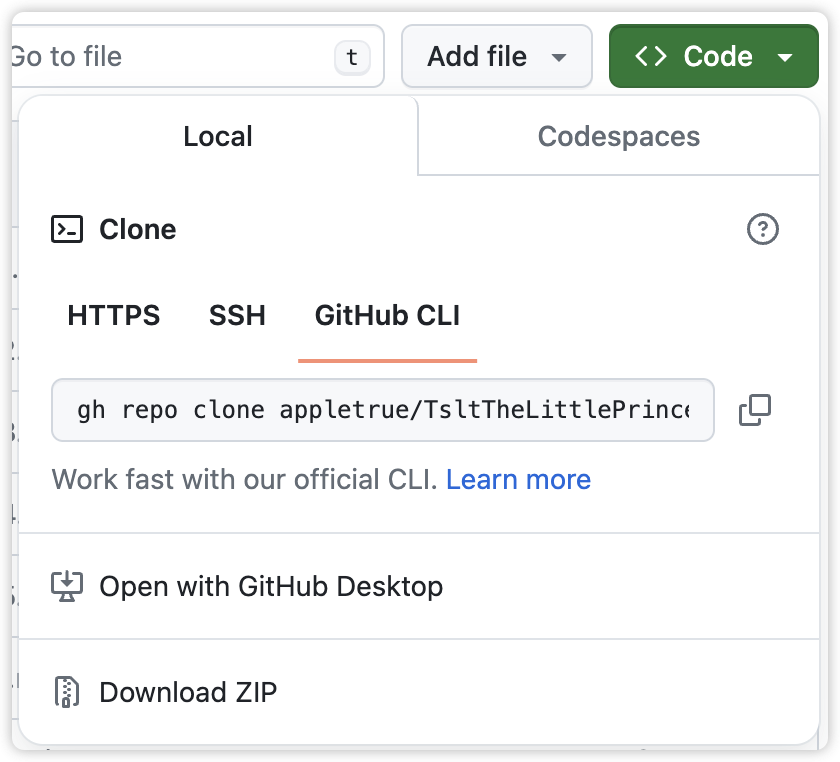 Go to file
t
Add file
Code
Local
Codespaces
Clone
HTTPS
SSH
GitHub CLI
gh repo clone appletrue/TsltTheLittlePrince
Work fast with our official CLI. Learn more
Open with GitHub Desktop
Download ZIP